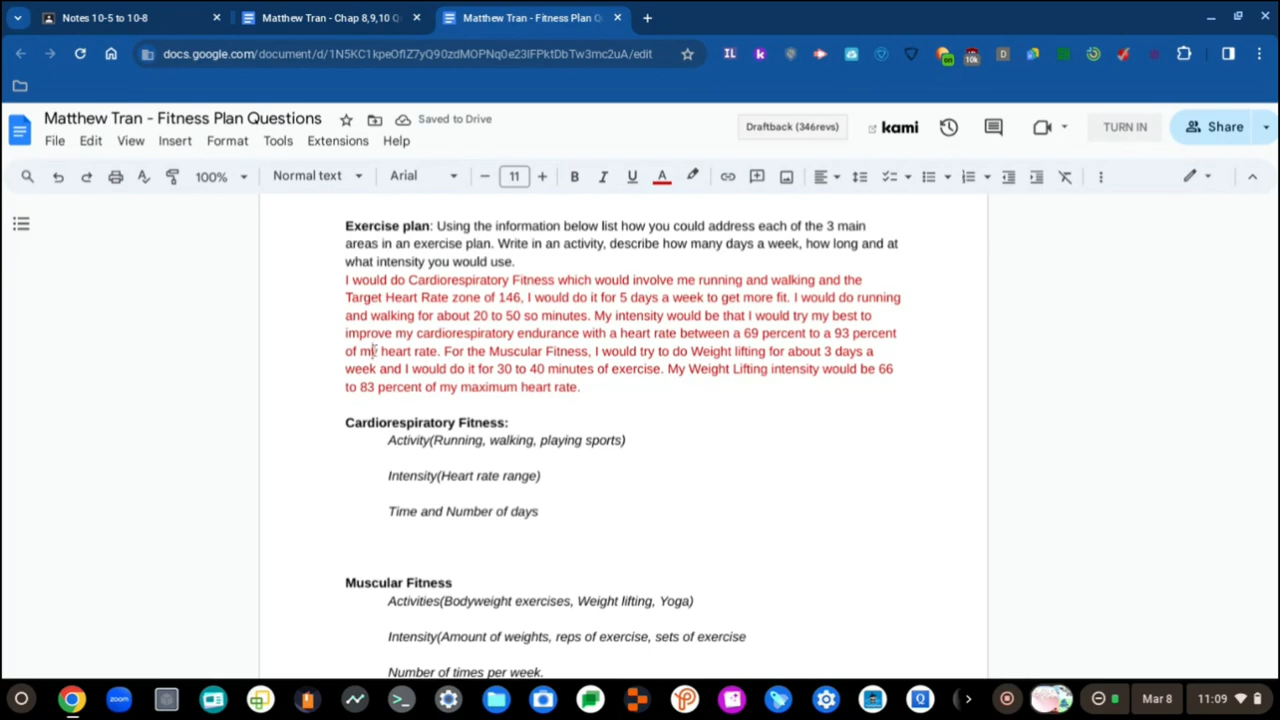 Notes 10-5 to 10-8
Matthew Tran - Chap 8,9,10 Q
Matthew Tran - Fitness Plan Q
docs.google.com/document/d/1N5KC1kpeOfIZ7yQ90zdMOPNq0e23IFPktDbTw3mc2uA/edit
Matthew Tran - Fitness Plan Questions
Saved to Drive
File Edit View Insert Format Tools Extensions Help
Draftback (346revs)
kami
TURN IN
Share
100% Normal text Arial 11
Exercise plan: Using the information below list how you could address each of the 3 main
areas in an exercise plan. Write in an activity, describe how many days a week, how long and at
what intensity you would use.
I would do Cardiorespiratory Fitness which would involve me running and walking and the
Target Heart Rate zone of 146, I would do it for 5 days a week to get more fit. I would do running
and walking for about 20 to 50 so minutes. My intensity would be that I would try my best to
improve my cardiorespiratory endurance with a heart rate between a 69 percent to a 93 percent
of my heart rate. For the Muscular Fitness, I would try to do Weight lifting for about 3 days a
week and I would do it for 30 to 40 minutes of exercise. My Weight Lifting intensity would be 66
to 83 percent of my maximum heart rate.
Cardiorespiratory Fitness:
Activity(Running, walking, playing sports)
Intensity(Heart rate range)
Time and Number of days
Muscular Fitness
Activities(Bodyweight exercises, Weight lifting, Yoga)
Intensity(Amount of weights, reps of exercise, sets of exercise
Number of times per week.
zoom
Mar 8
11:09